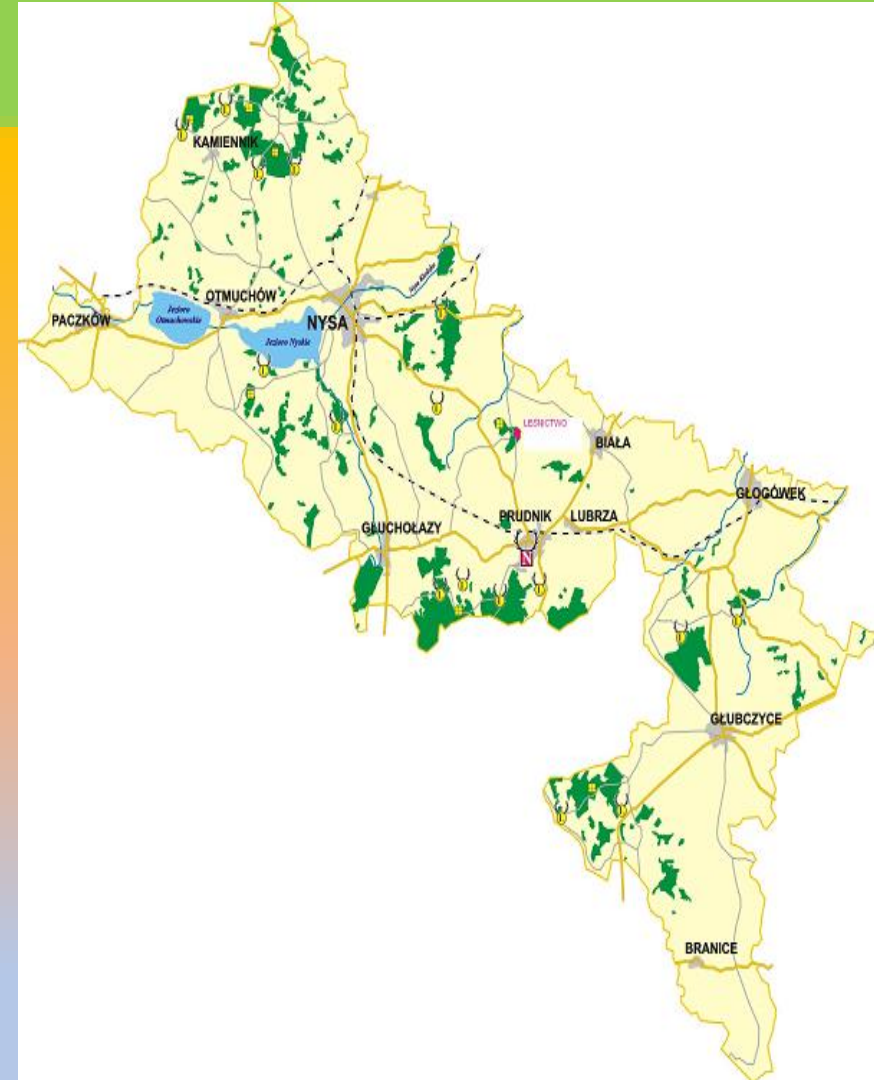 KAMIENNIK
OTMUCHÓW
Jezioro
Otmuchowskie
PACZKÓW
NYSA
Jezioro Nyskie
LEŚNICTWO
BIAŁA
GŁOGÓWEK
PRUDNIK
LUBRZA
GŁUCHOŁAZY
N
GŁUBCZYCE
BRANICE